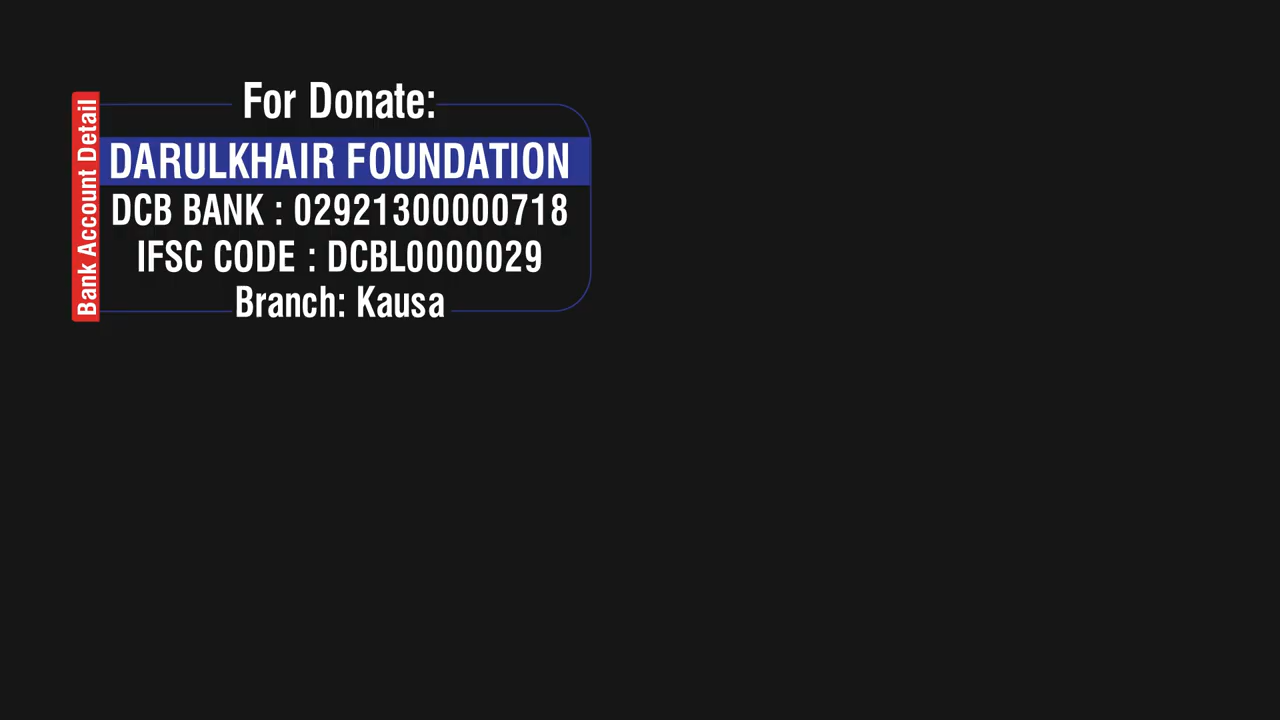 For Donate:
Bank Account Detail
DARULKHAIR FOUNDATION
DCB BANK : 02921300000718
IFSC CODE : DCBL0000029
Branch: Kausa